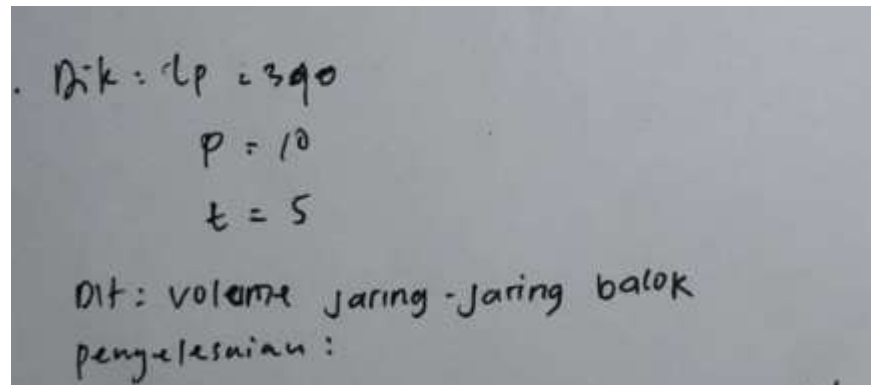 . Dik : Lp = 390
p = 10
t = 5
Dit : volume jaring-jaring balok
penyelesaian :